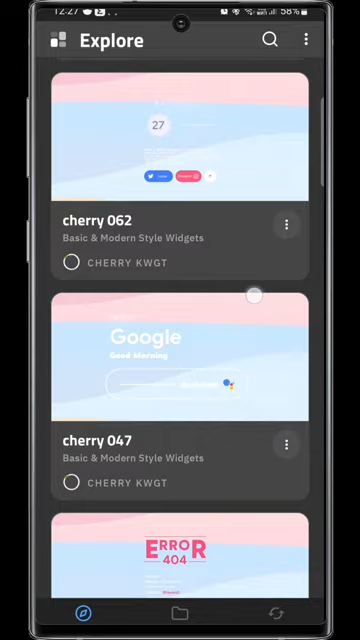 12:27
58%
Explore
27
cherry 062
Basic & Modern Style Widgets
CHERRY KWGT
Google
Good Morning
cherry 047
Basic & Modern Style Widgets
CHERRY KWGT
ERROR
404